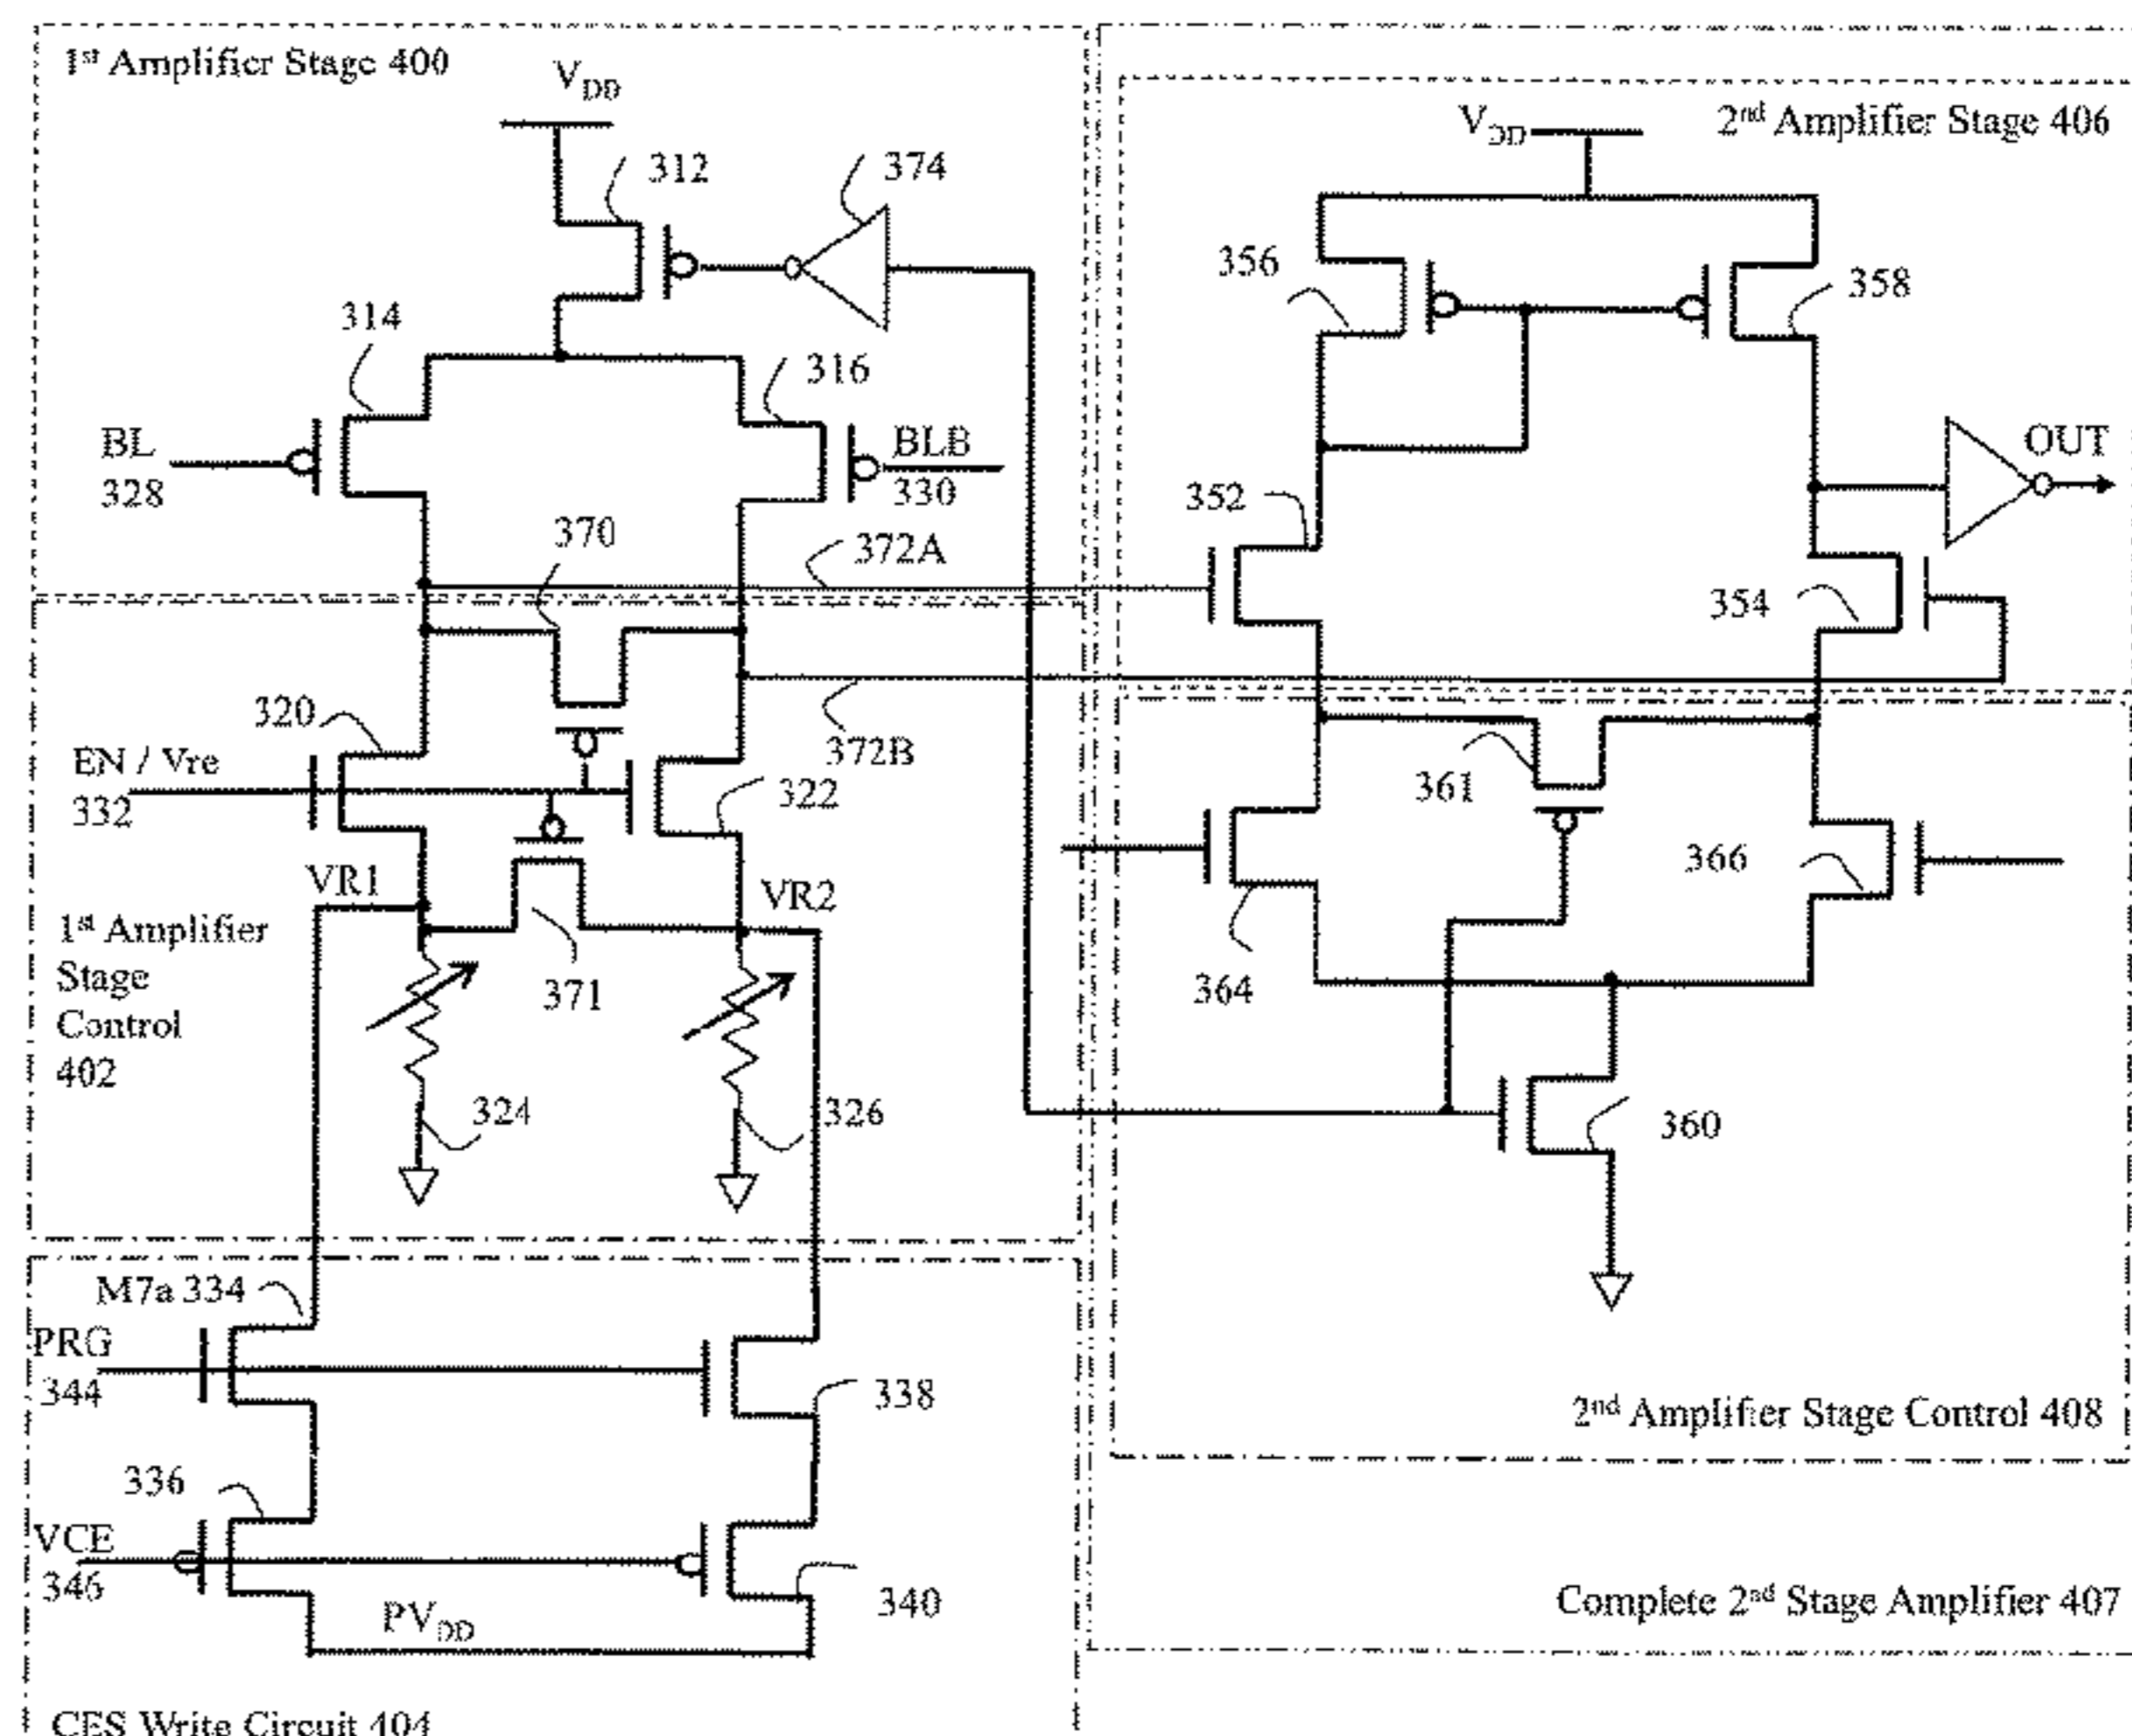 1st Amplifier Stage 400
VDD
312
374
314
316
BL
328
BLB
330
370
372A
320
EN / Vre
332
372B
322
VR1
VR2
1st Amplifier
Stage
Control
402
371
324
326
M7a 334
PRG
344
338
336
VCE
346
PVDD
340
CES Write Circuit 404
2nd Amplifier Stage 406
VDD
356
358
OUT
352
354
361
364
366
360
2nd Amplifier Stage Control 408
Complete 2nd Stage Amplifier 407